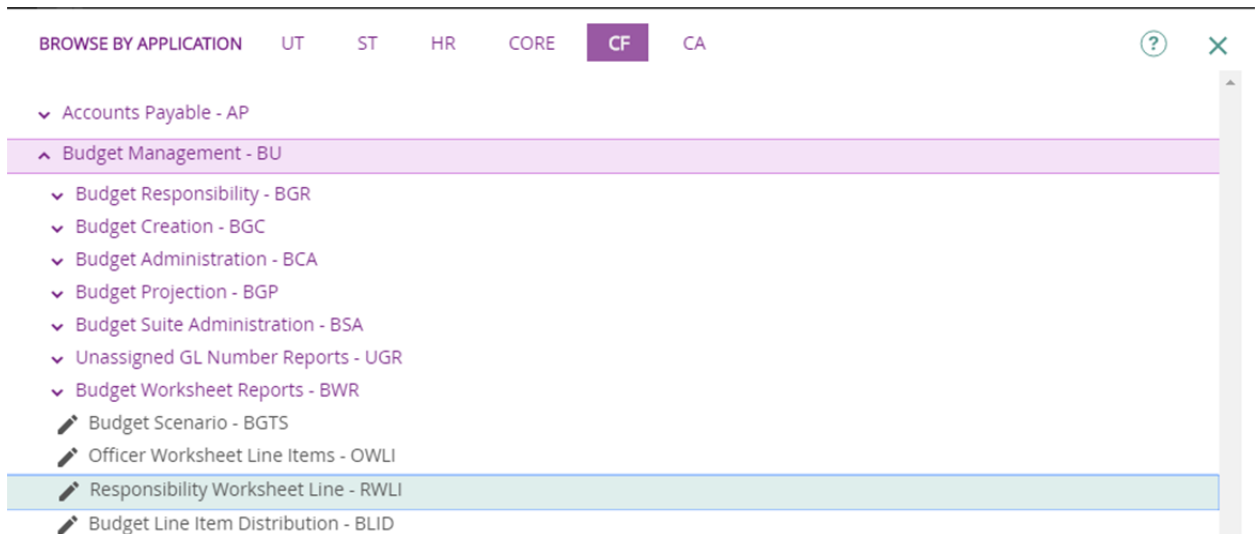 BROWSE BY APPLICATION UT ST HR CORE CF CA ?
Accounts Payable - AP
Budget Management - BU
Budget Responsibility - BGR
Budget Creation - BGC
Budget Administration - BCA
Budget Projection - BGP
Budget Suite Administration - BSA
Unassigned GL Number Reports - UGR
Budget Worksheet Reports - BWR
Budget Scenario - BGTS
Officer Worksheet Line Items - OWLI
Responsibility Worksheet Line - RWLI
Budget Line Item Distribution - BLID